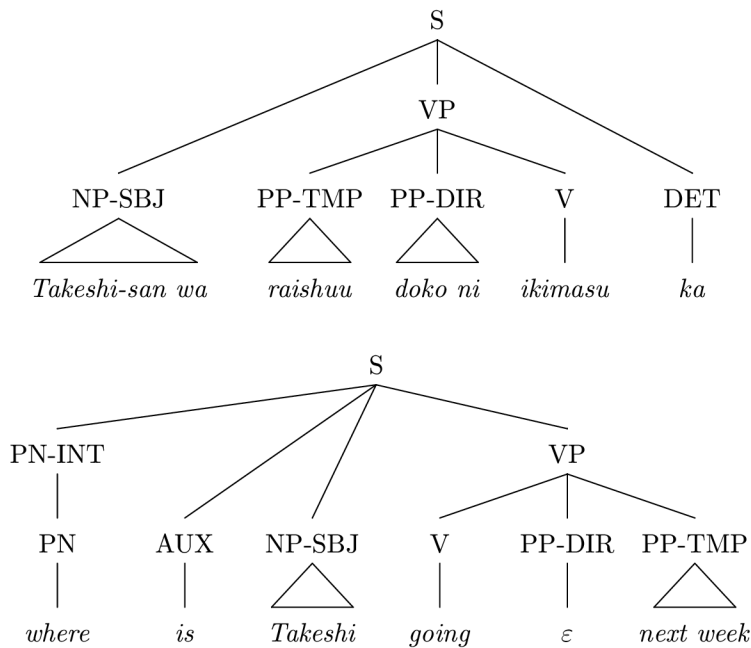 S
VP
NP-SBJ PP-TMP PP-DIR V DET
Takeshi-san wa raishuu doko ni ikimasu ka
S
PN-INT VP
PN AUX NP-SBJ V PP-DIR PP-TMP
where is Takeshi going ε next week